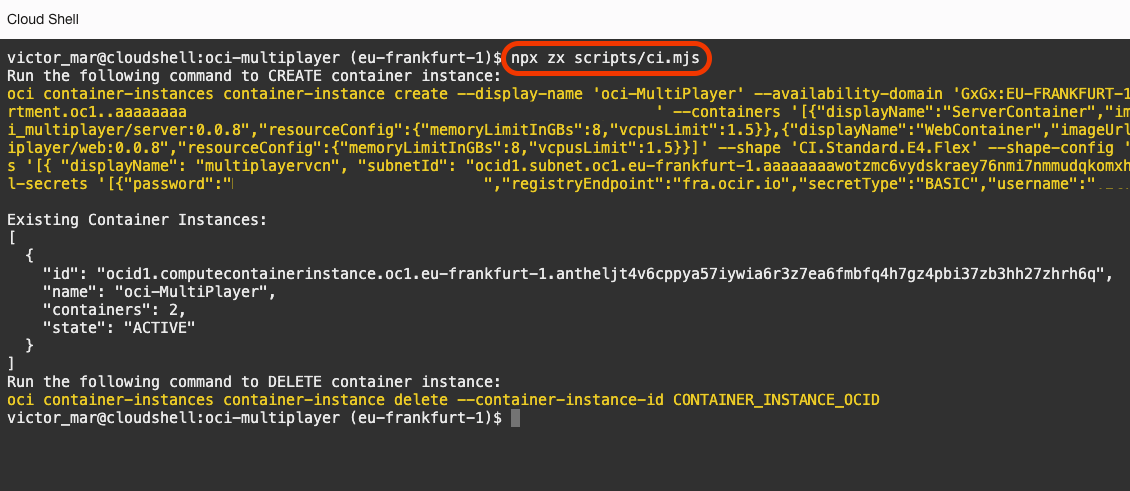 Cloud Shell
victor_mar@cloudshell:oci-multiplayer (eu-frankfurt-1)$ npx zx scripts/ci.mjs
Run the following command to CREATE container instance:
oci container-instances container-instance create --display-name 'oci-MultiPlayer' --availability-domain 'GxGx:EU-FRANKFURT-1
rtment.oc1..aaaaaaaa ' --containers '[{"displayName":"ServerContainer","im
i_multiplayer/server:0.0.8","resourceConfig":{"memoryLimitInGBs":8,"vcpusLimit":1.5}},{"displayName":"WebContainer","imageUrl
iplayer/web:0.0.8","resourceConfig":{"memoryLimitInGBs":8,"vcpusLimit":1.5}}]' --shape 'CI.Standard.E4.Flex' --shape-config '
s '[{ "displayName": "multiplayervcn", "subnetId": "ocid1.subnet.oc1.eu-frankfurt-1.aaaaaaaawotzmc6vydskraey76nmi7nmmudqkomxh
l-secrets '[{"password":" ","registryEndpoint":"fra.ocir.io","secretType":"BASIC","username":"
Existing Container Instances:
[
{
"id": "ocid1.computecontainerinstance.oc1.eu-frankfurt-1.antheljt4v6cppya57iywia6r3z7ea6fmbfq4h7gz4pbi37zb3hh27zhrh6q",
"name": "oci-MultiPlayer",
"containers": 2,
"state": "ACTIVE"
}
]
Run the following command to DELETE container instance:
oci container-instances container-instance delete --container-instance-id CONTAINER_INSTANCE_OCID
victor_mar@cloudshell:oci-multiplayer (eu-frankfurt-1)$